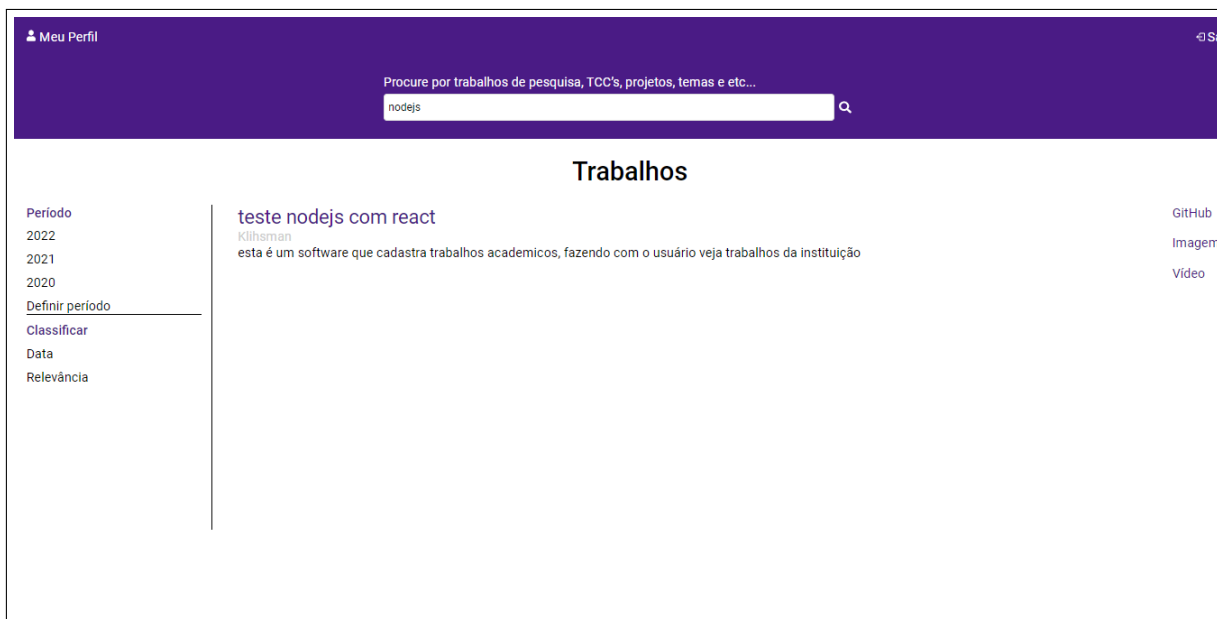 Meu Perfil
Procure por trabalhos de pesquisa, TCC's, projetos, temas e etc...
nodejs
Trabalhos
Período
2022
2021
2020
Definir período
Classificar
Data
Relevância
teste nodejs com react
Klihsman
esta é um software que cadastra trabalhos academicos, fazendo com o usuário veja trabalhos da instituição
GitHub
Imagem
Vídeo